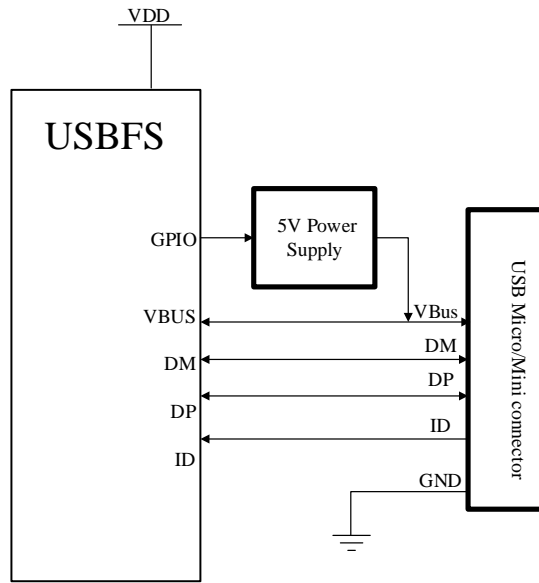 VDD
USBFS
GPIO
5V Power
Supply
VBUS
VBus
DM
DM
DP
DP
ID
ID
GND
USB Micro/Mini connector